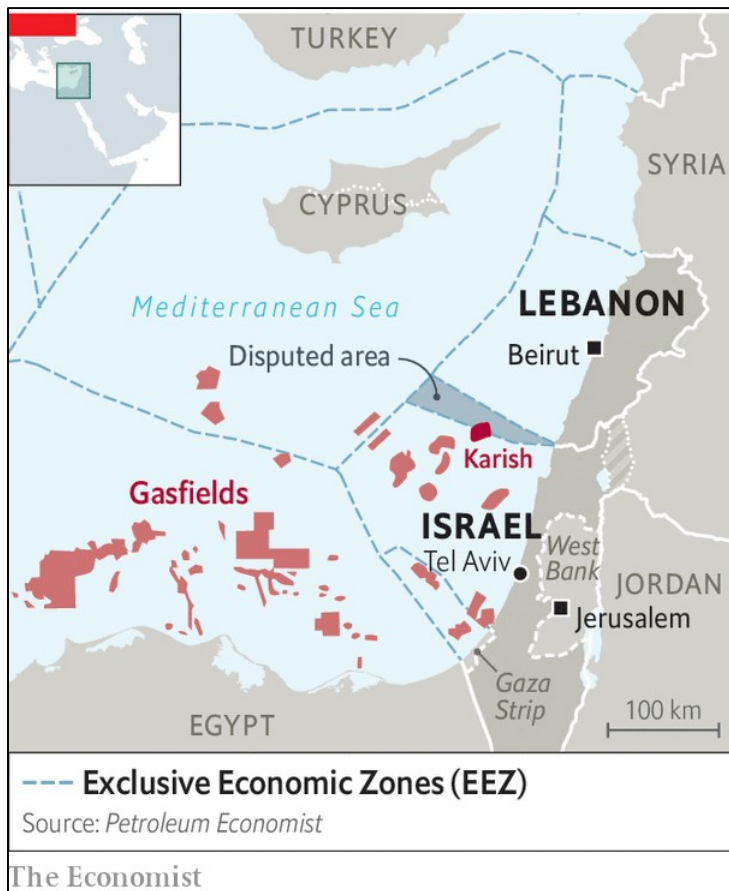 TURKEY
SYRIA
CYPRUS
Mediterranean Sea
LEBANON
Beirut
Disputed area
Karish
Gasfields
ISRAEL
Tel Aviv
West
Bank
JORDAN
Jerusalem
Gaza
Strip
100 km
EGYPT
Exclusive Economic Zones (EEZ)
Source: Petroleum Economist
The Economist